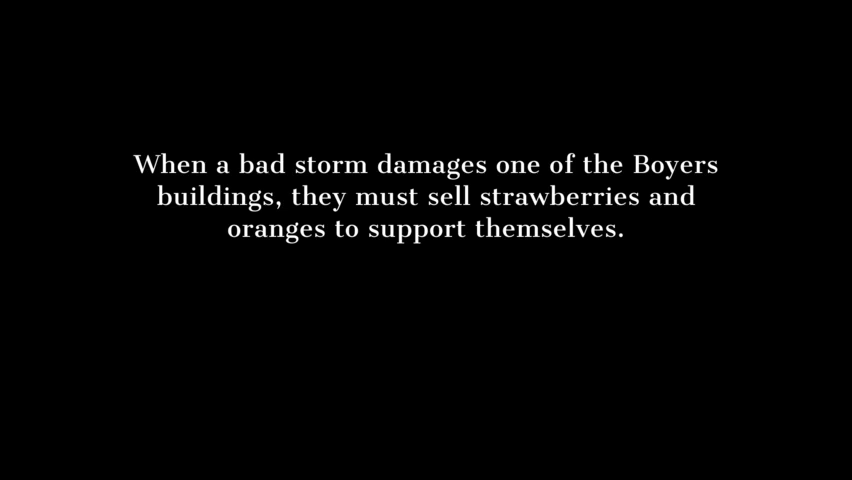 When a bad storm damages one of the Boyers
buildings, they must sell strawberries and
oranges to support themselves.